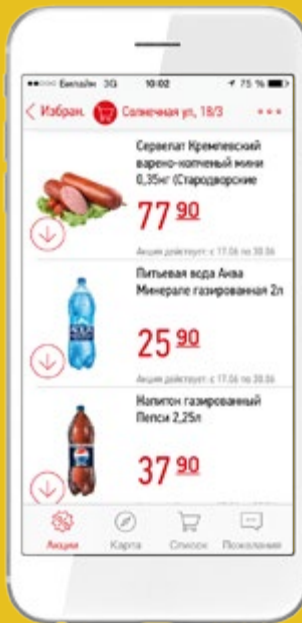 Билайн 3G 10:02 75 %
Избран. Солнечная ул, 18/3
Сервелат Кремлевский
варено-копченый мини
0,35кг (Стародворские
77 90
Акция действует: с 17.06 по 30.06
Питьевая вода Аква
Минерале газированная 2л
25 90
Акция действует: с 17.06 по 30.06
Напиток газированный
Пепси 2,25л
37 90
Акции Карта Список Пожелания